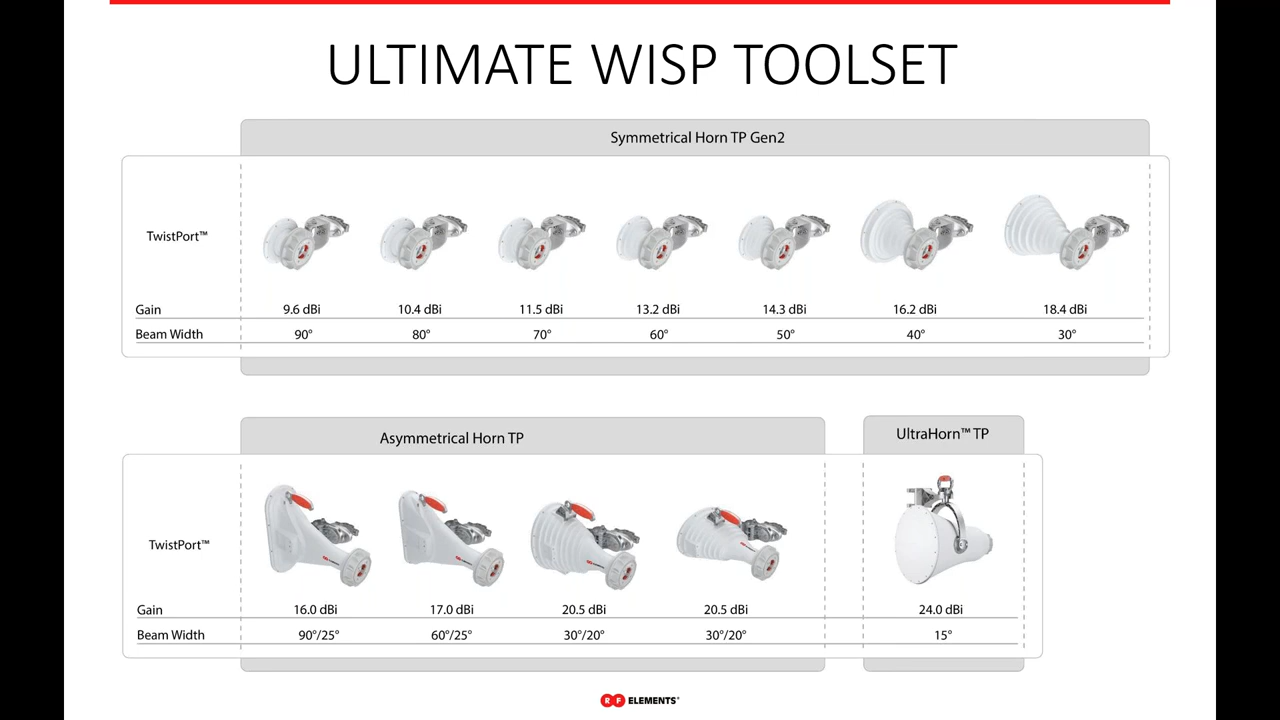 ULTIMATE WISP TOOLSET
Symmetrical Horn TP Gen2
TwistPort™
Gain 9.6 dBi 10.4 dBi 11.5 dBi 13.2 dBi 14.3 dBi 16.2 dBi 18.4 dBi
Beam Width 90° 80° 70° 60° 50° 40° 30°
Asymmetrical Horn TP
UltraHorn™ TP
TwistPort™
Gain 16.0 dBi 17.0 dBi 20.5 dBi 20.5 dBi 24.0 dBi
Beam Width 90°/25° 60°/25° 30°/20° 30°/20° 15°
RF ELEMENTS®